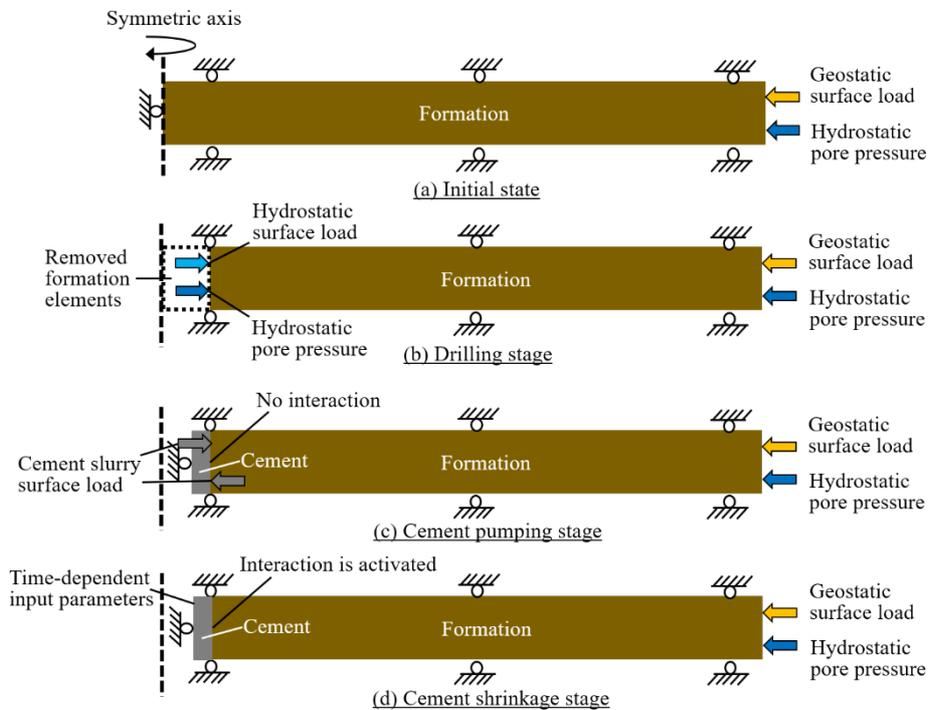 Symmetric axis
Formation
Geostatic
surface load
Hydrostatic
pore pressure
(a) Initial state
Removed
formation
elements
Hydrostatic
surface load
Hydrostatic
pore pressure
Formation
Geostatic
surface load
Hydrostatic
pore pressure
(b) Drilling stage
No interaction
Cement slurry
surface load
Cement
Formation
Geostatic
surface load
Hydrostatic
pore pressure
(c) Cement pumping stage
Time-dependent
input parameters
Interaction is activated
Cement
Formation
Geostatic
surface load
Hydrostatic
pore pressure
(d) Cement shrinkage stage